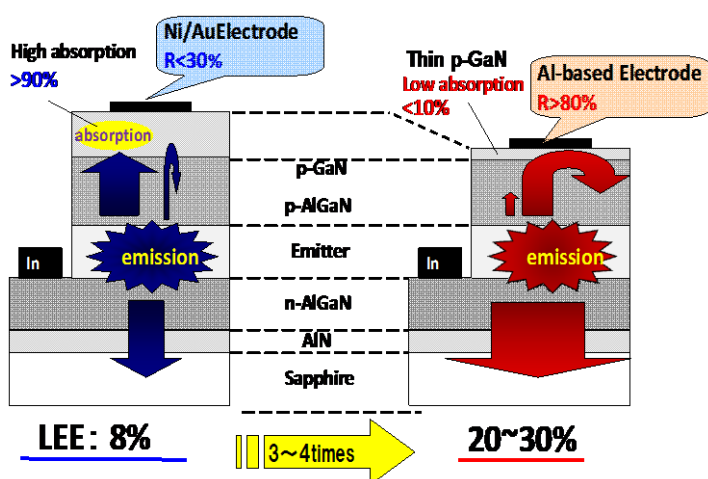 Ni/AuElectrode
R<30%
High absorption
>90%
absorption
emission
In
Thin p-GaN
Low absorption
<10%
Al-based Electrode
R>80%
p-GaN
p-AlGaN
Emitter
n-AlGaN
AlN
Sapphire
In
emission
LEE: 8%
3～4times
20~30%